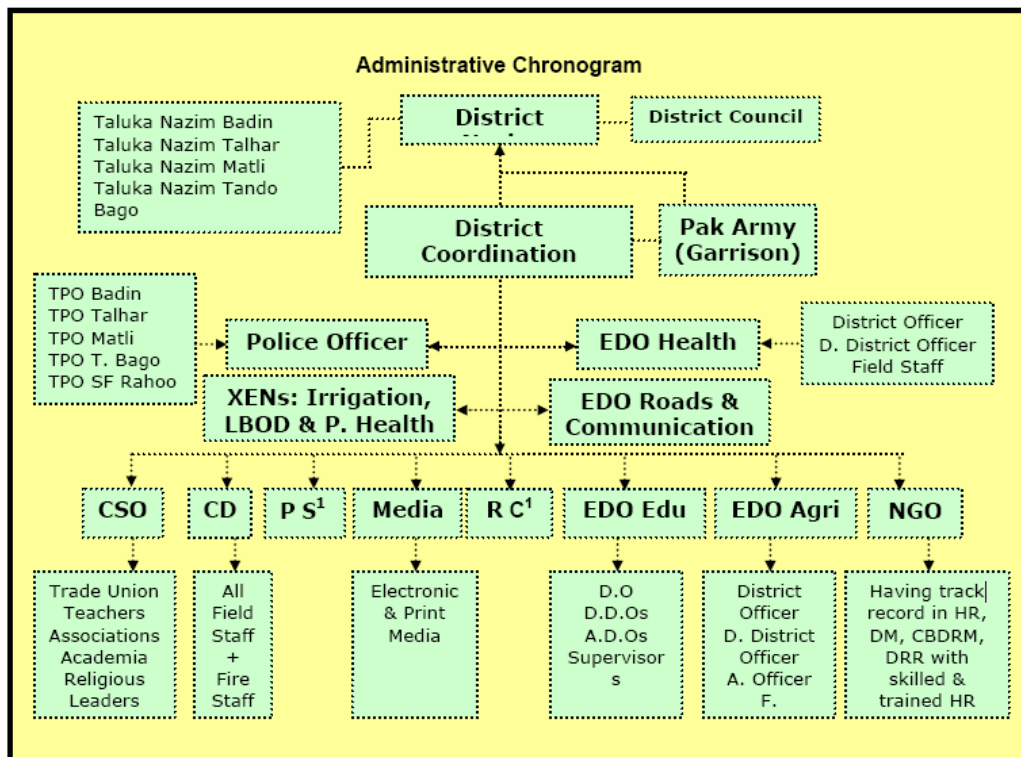 Administrative Chronogram
Taluka Nazim Badin
Taluka Nazim Talhar
Taluka Nazim Matli
Taluka Nazim Tando
Bago
District
District Council
District
Coordination
Pak Army
(Garrison)
TPO Badin
TPO Talhar
TPO Matli
TPO T. Bago
TPO SF Rahoo
Police Officer
EDO Health
District Officer
D. District Officer
Field Staff
XENs: Irrigation,
LBOD & P. Health
EDO Roads &
Communication
CSO
CD
P S¹
Media
R C¹
EDO Edu
EDO Agri
NGO
Trade Union
Teachers
Associations
Academia
Religious
Leaders
All
Field
Staff
+
Fire
Staff
Electronic
& Print
Media
D.O
D.D.Os
A.D.Os
Supervisor
s
District
Officer
D. District
Officer
A. Officer
F.
Having track
record in HR,
DM, CBDRM,
DRR with
skilled &
trained HR